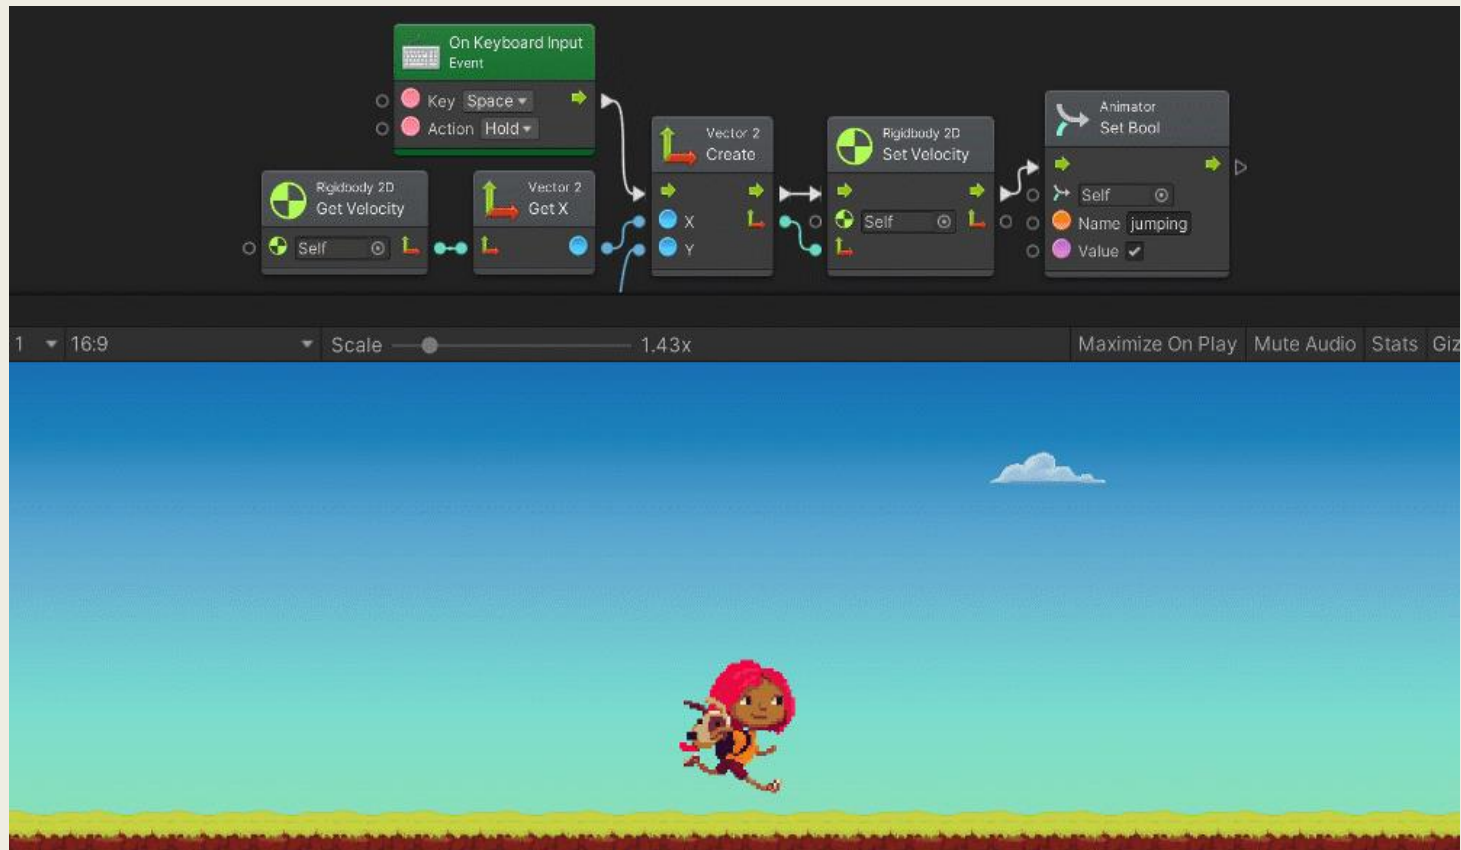 On Keyboard Input
Event
Key Space
Action Hold
Rigidbody 2D
Get Velocity
Self
Vector 2
Get X
Vector 2
Create
X
Y
Rigidbody 2D
Set Velocity
Self
Animator
Set Bool
Self
Name jumping
Value
1 16:9 Scale 1.43x Maximize On Play Mute Audio Stats Giz